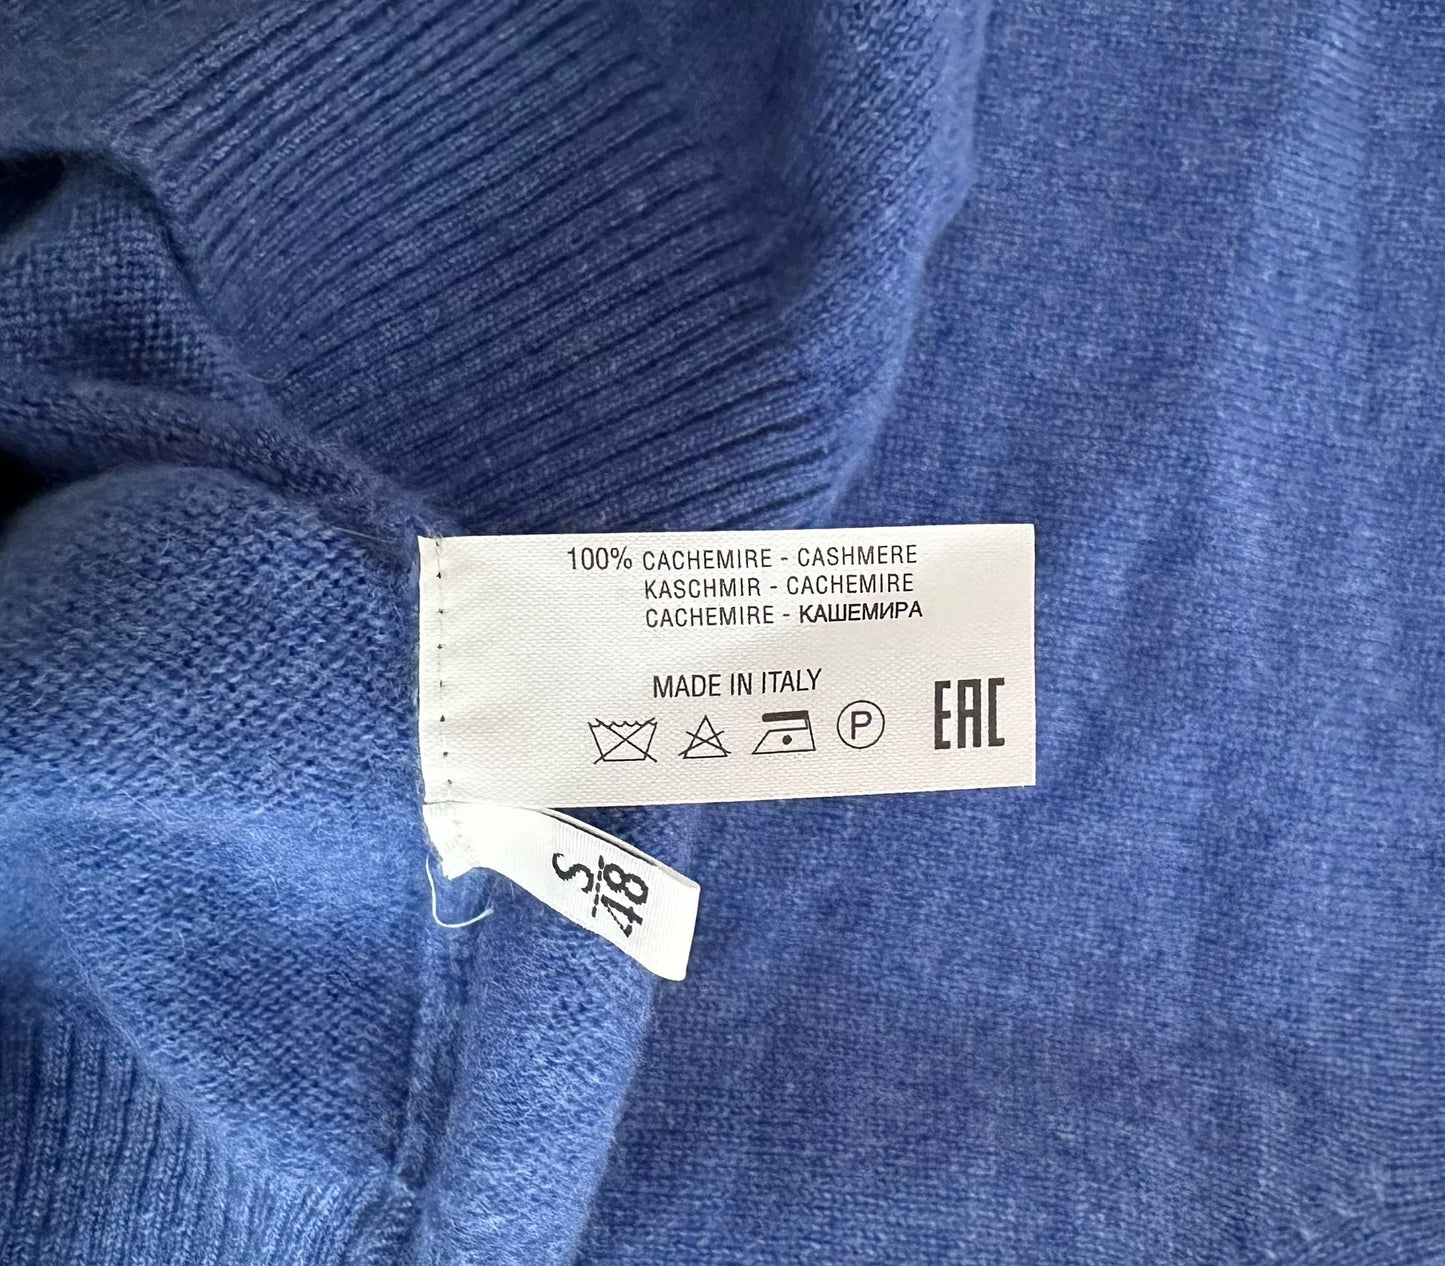 100% CACHEMIRE - CASHMERE
KASCHMIR - CACHEMIRE
CACHEMIRE - КАШЕМИРА
MADE IN ITALY
P
EAC
S
48